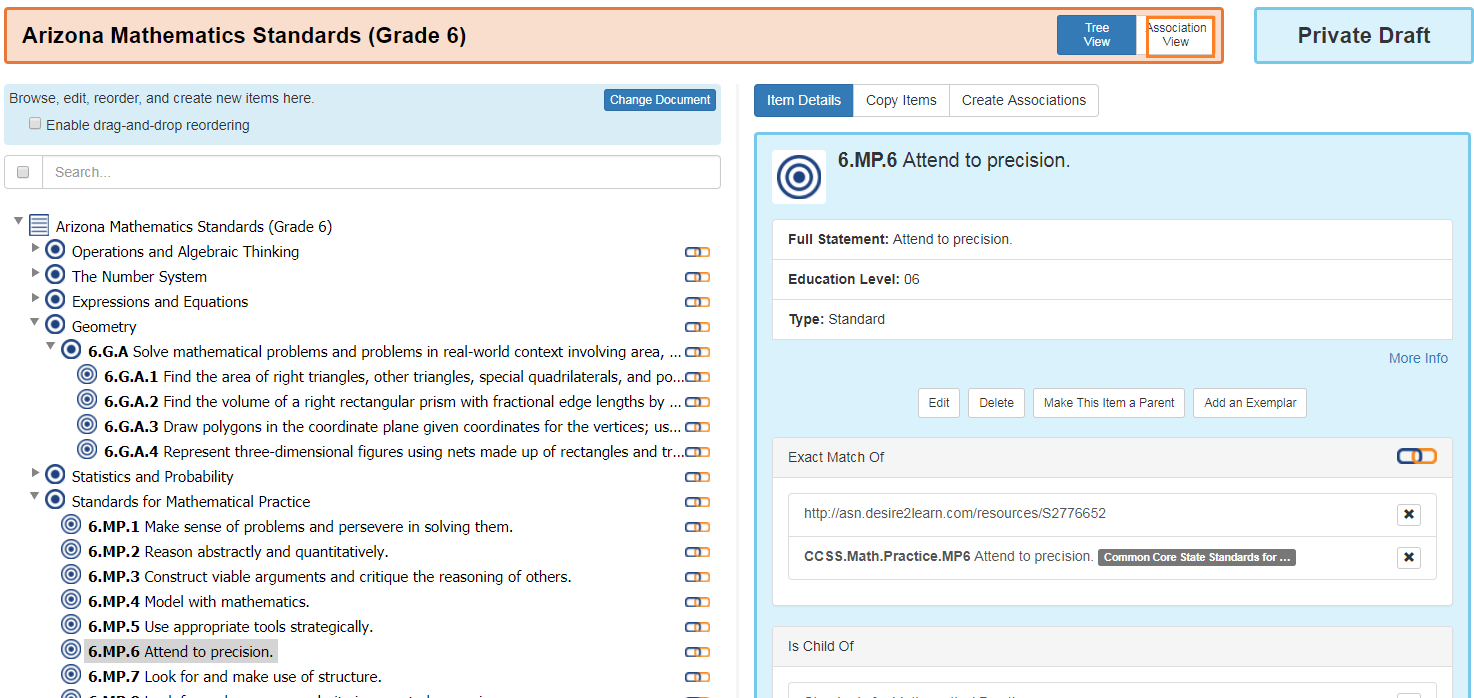 Arizona Mathematics Standards (Grade 6)
Tree
View
Association
View
Private Draft
Browse, edit, reorder, and create new items here.
Change Document
Enable drag-and-drop reordering
Search...
Arizona Mathematics Standards (Grade 6)
Operations and Algebraic Thinking
The Number System
Expressions and Equations
Geometry
6.G.A Solve mathematical problems and problems in real-world context involving area, ...
6.G.A.1 Find the area of right triangles, other triangles, special quadrilaterals, and po...
6.G.A.2 Find the volume of a right rectangular prism with fractional edge lengths by ...
6.G.A.3 Draw polygons in the coordinate plane given coordinates for the vertices; us...
6.G.A.4 Represent three-dimensional figures using nets made up of rectangles and tr...
Statistics and Probability
Standards for Mathematical Practice
6.MP.1 Make sense of problems and persevere in solving them.
6.MP.2 Reason abstractly and quantitatively.
6.MP.3 Construct viable arguments and critique the reasoning of others.
6.MP.4 Model with mathematics.
6.MP.5 Use appropriate tools strategically.
6.MP.6 Attend to precision.
6.MP.7 Look for and make use of structure.
Item Details
Copy Items
Create Associations
6.MP.6 Attend to precision.
Full Statement: Attend to precision.
Education Level: 06
Type: Standard
More Info
Edit
Delete
Make This Item a Parent
Add an Exemplar
Exact Match Of
http://asn.desire2learn.com/resources/S2776652
CCSS.Math.Practice.MP6 Attend to precision. Common Core State Standards for ...
Is Child Of